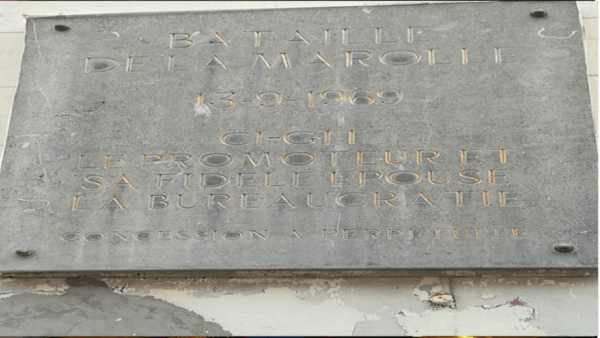 BATAILLE
DE LA MAROLLE
13-9-1969
CI-GIT
LE PROMOTEUR ET
SA FIDELE EPOUSE
LA BUREAUCRATIE
CONCESSION A PERPETUITE